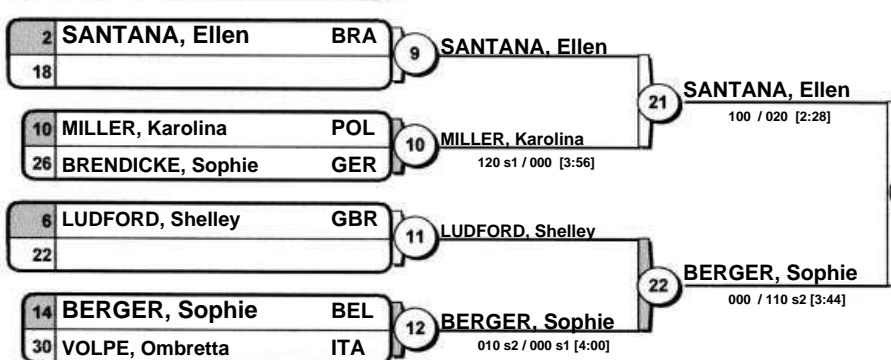 2 SANTANA, Ellen BRA
18
9
SANTANA, Ellen
10 MILLER, Karolina POL
26 BRENDICKE, Sophie GER
10
MILLER, Karolina
120 s1 / 000 [3:56]
21
SANTANA, Ellen
100 / 020 [2:28]
6 LUDFORD, Shelley GBR
22
11
LUDFORD, Shelley
14 BERGER, Sophie BEL
30 VOLPE, Ombretta ITA
12
BERGER, Sophie
010 s2 / 000 s1 [4:00]
22
BERGER, Sophie
000 / 110 s2 [3:44]